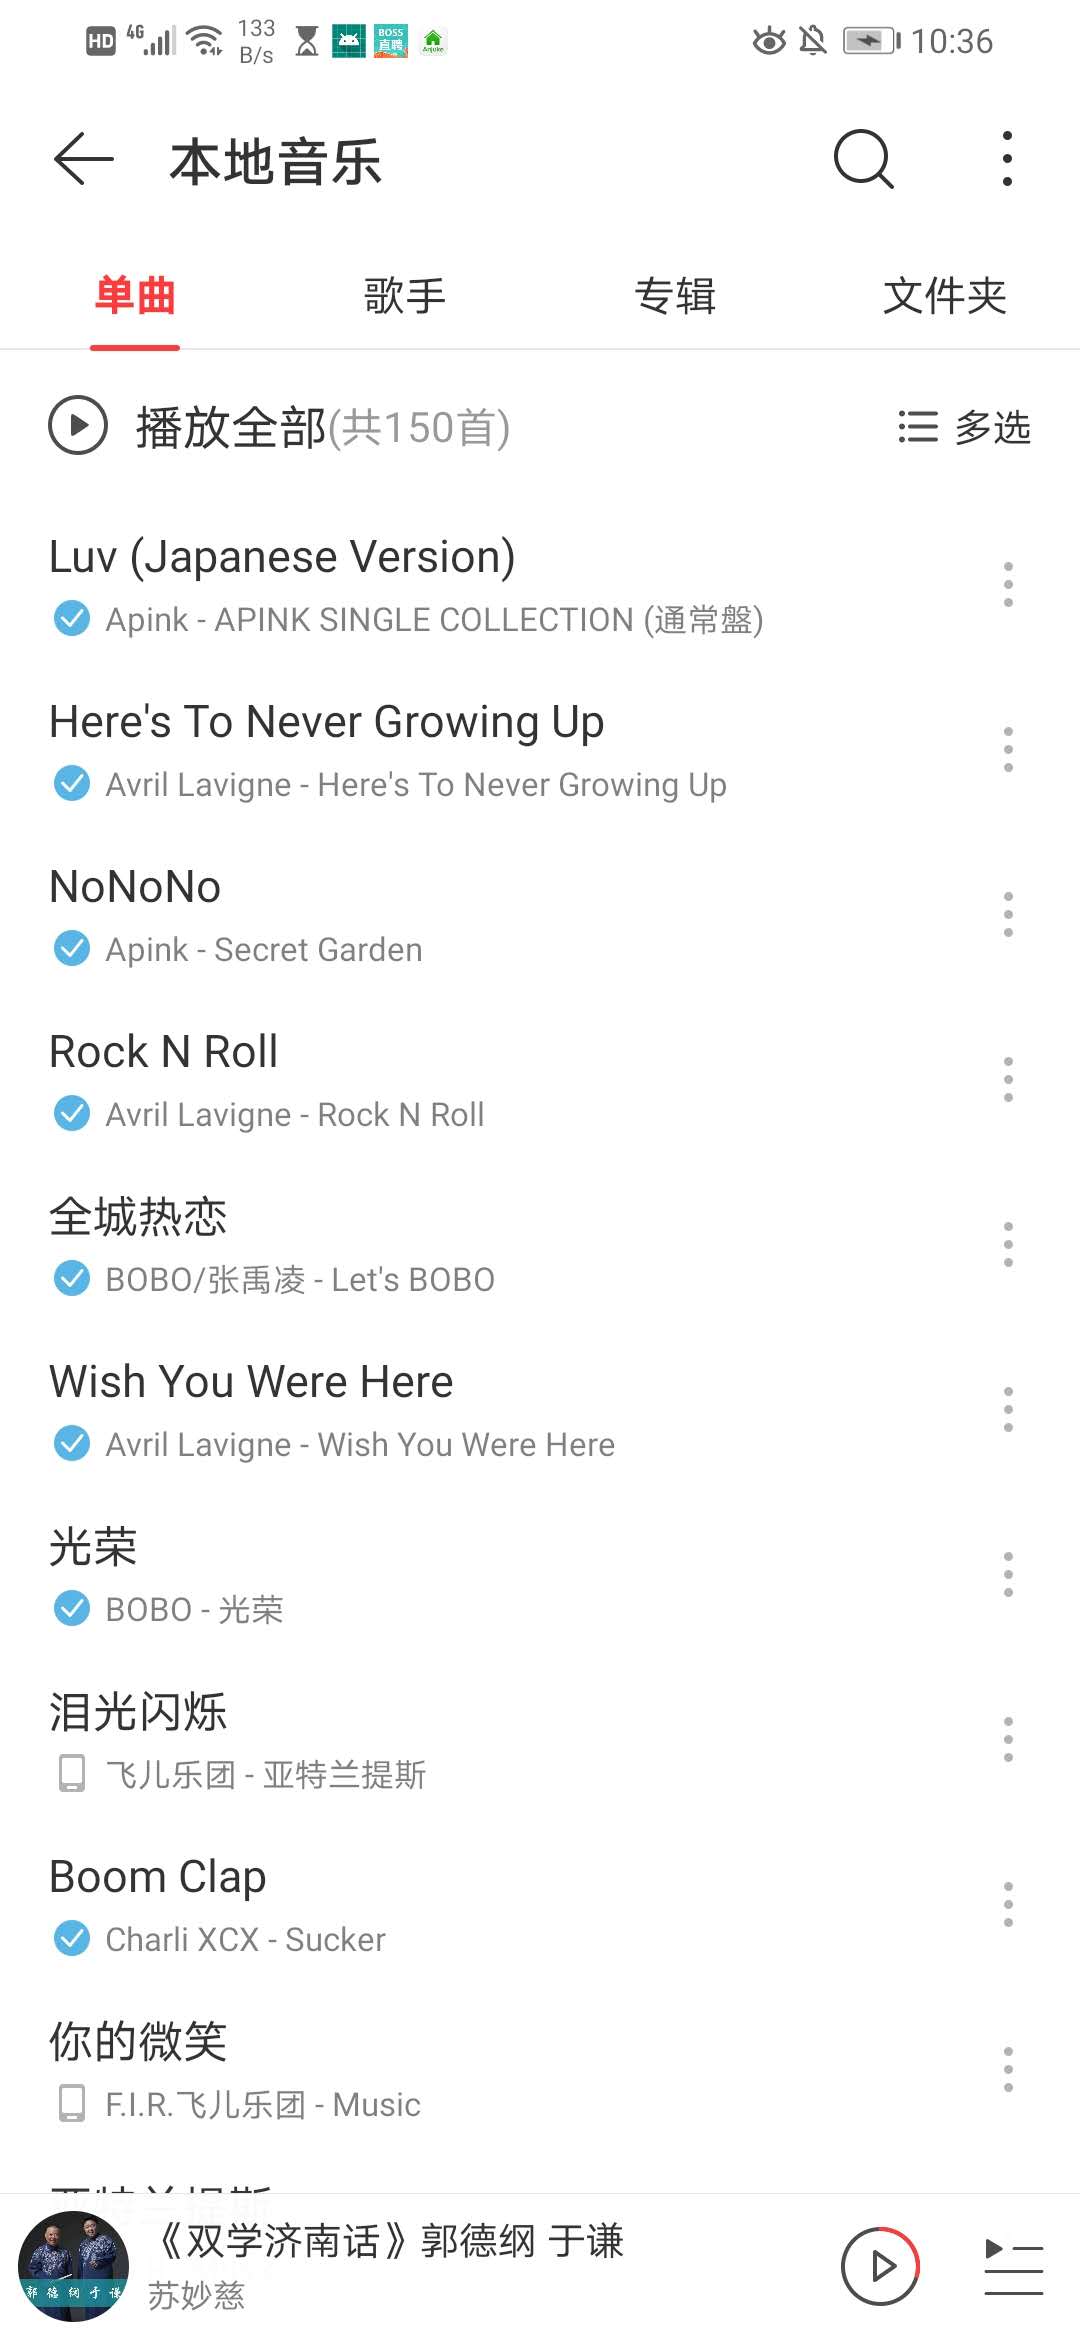 HD 4G 133 B/s BOSS 直聘 Anjuke 10:36
本地音乐
单曲 歌手 专辑 文件夹
播放全部(共150首) 多选
Luv (Japanese Version)
Apink - APINK SINGLE COLLECTION (通常盤)
Here's To Never Growing Up
Avril Lavigne - Here's To Never Growing Up
NoNoNo
Apink - Secret Garden
Rock N Roll
Avril Lavigne - Rock N Roll
全城热恋
BOBO/张禹凌 - Let's BOBO
Wish You Were Here
Avril Lavigne - Wish You Were Here
光荣
BOBO - 光荣
泪光闪烁
飞儿乐团 - 亚特兰提斯
Boom Clap
Charli XCX - Sucker
你的微笑
F.I.R.飞儿乐团 - Music
亚特兰提斯
《双学济南话》郭德纲 于谦
郭德纲于谦
苏妙慈